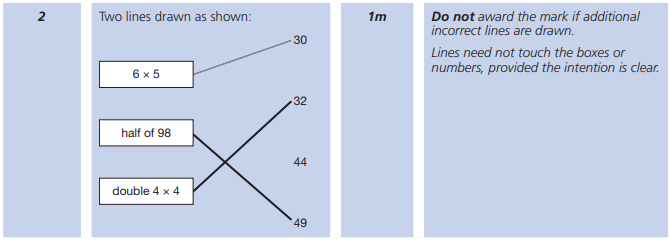 2
Two lines drawn as shown:
30
6 × 5
32
half of 98
44
double 4 × 4
49
1m
Do not award the mark if additional
incorrect lines are drawn.
Lines need not touch the boxes or
numbers, provided the intention is clear.